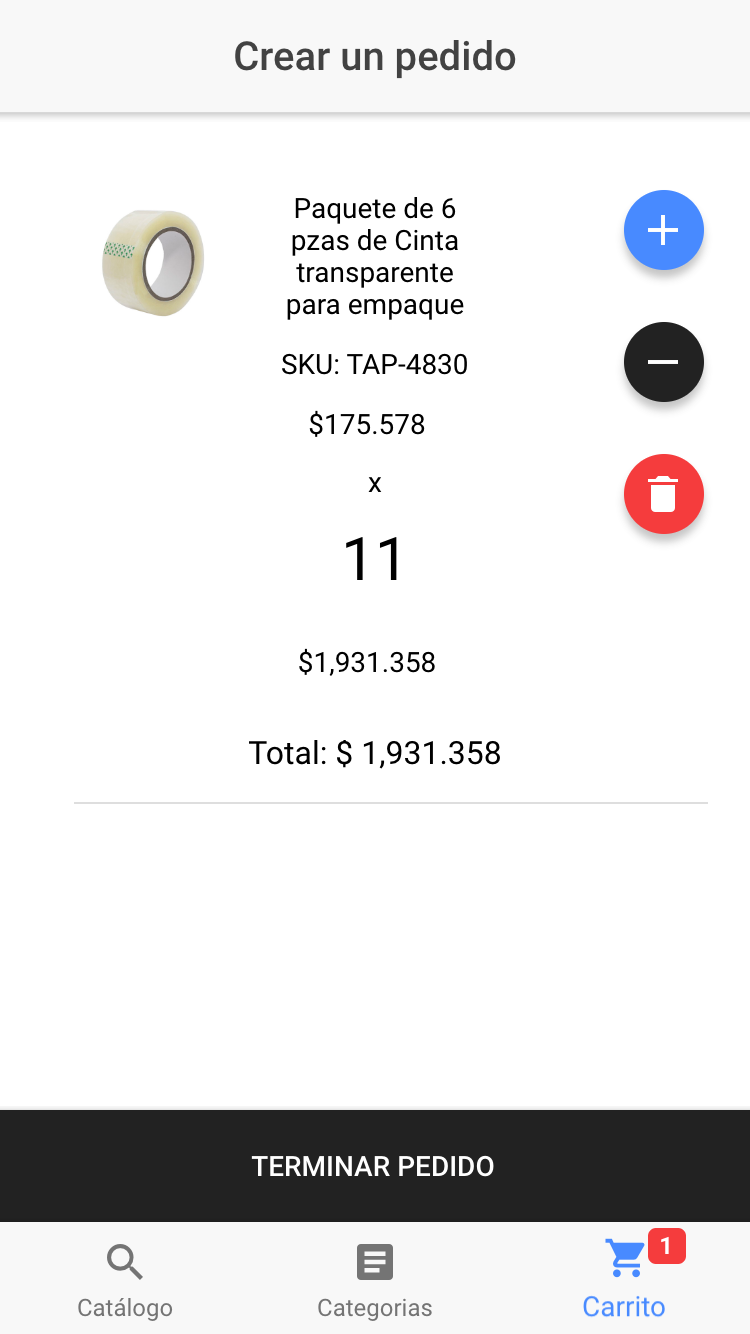 Crear un pedido
Paquete de 6
pzas de Cinta
transparente
para empaque
SKU: TAP-4830
$175.578
x
11
$1,931.358
Total: $ 1,931.358
TERMINAR PEDIDO
1
Catálogo
Categorias
Carrito